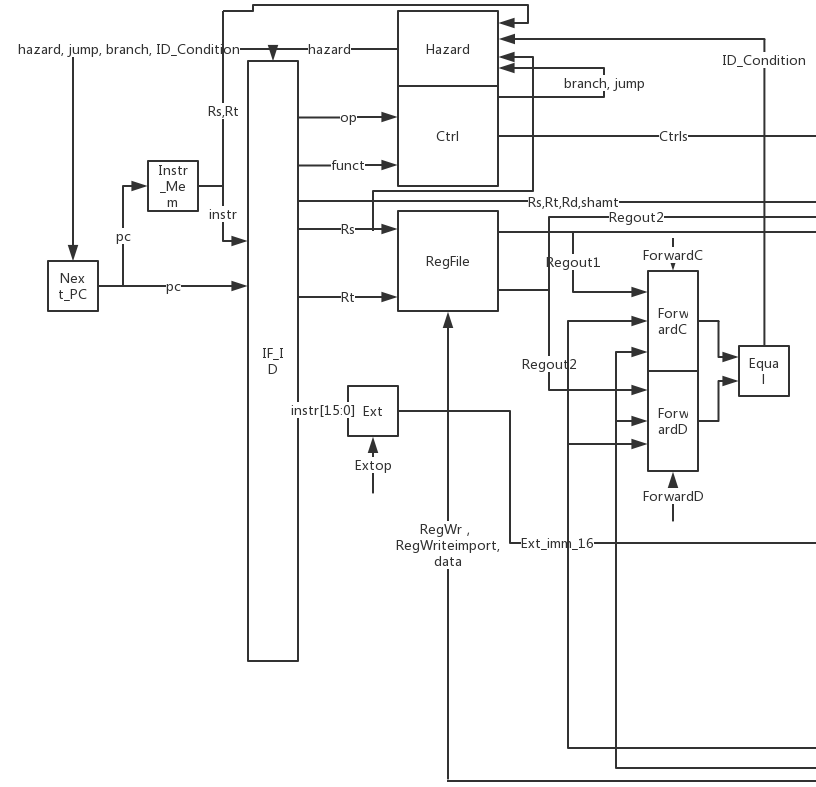 hazard, jump, branch, ID_Condition
hazard
Hazard
ID_Condition
branch, jump
Rs,Rt
op
Ctrl
Ctrls
funct
Instr
_Me
m
instr
Rs,Rt,Rd,shamt
Regout2
pc
Rs
RegFile
Regout1
ForwardC
Nex
t_PC
pc
Rt
Forw
ardC
IF_I
D
Regout2
Equa
l
instr[15:0]
Ext
Forw
ardD
Extop
ForwardD
RegWr ,
RegWriteimport,
data
Ext_imm_16